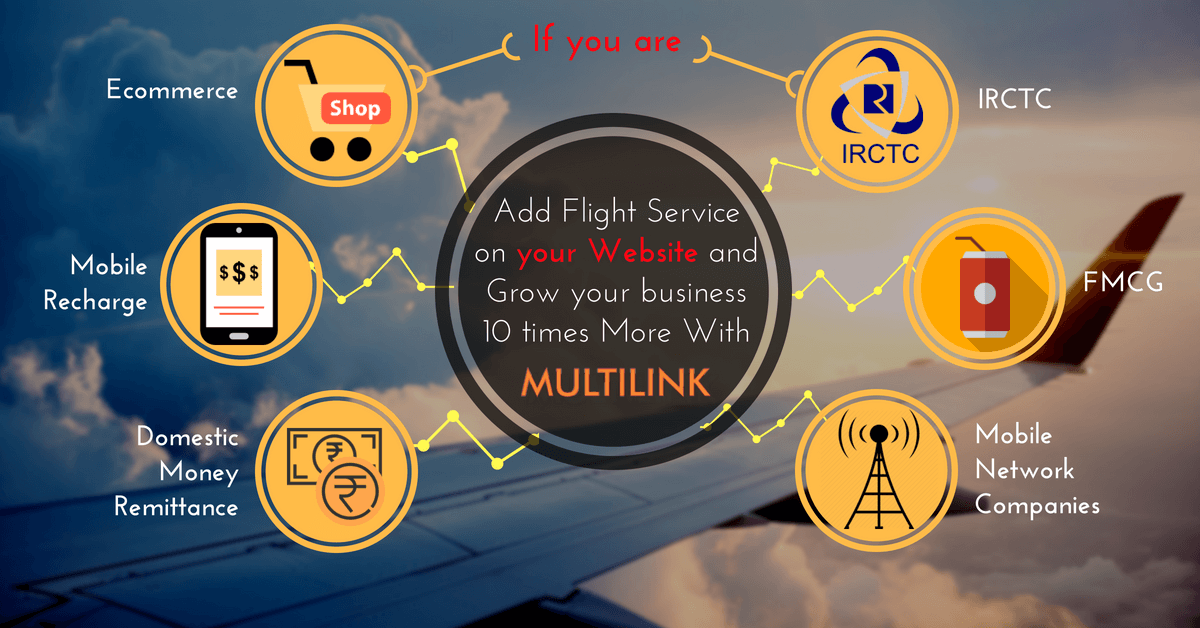 If you are
Ecommerce
Shop
IRCTC
IRCTC
Add Flight Service
on your Website and
Grow your business
10 times More With
MULTILINK
Mobile
Recharge
$$$
FMCG
Domestic
Money
Remittance
₹
₹
Mobile
Network
Companies